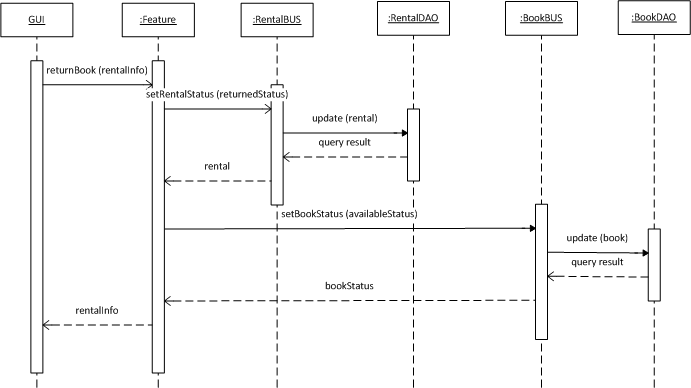 GUI
:Feature
:RentalBUS
:RentalDAO
:BookBUS
:BookDAO
returnBook (rentalInfo)
setRentalStatus (returnedStatus)
update (rental)
query result
rental
setBookStatus (availableStatus)
update (book)
query result
bookStatus
rentalInfo